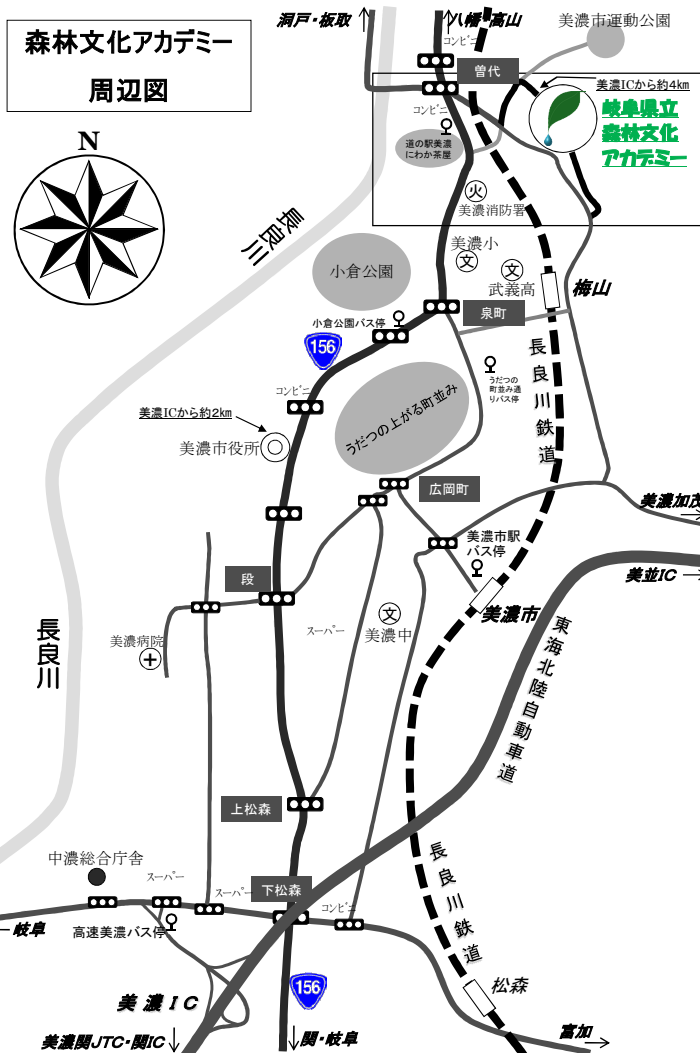 森林文化アカデミー
周辺図
N
洞戸・板取
八幡・高山
コンビニ
美濃市運動公園
曽代
美濃ICから約4km
コンビニ
岐阜県立
森林文化
アカデミー
道の駅美濃
にわか茶屋
火
美濃消防署
長良川
美濃小
文
文
武義高
小倉公園
梅山
泉町
小倉公園バス停
156
長良川鉄道
うだつの
町並み通
りバス停
コンビニ
うだつの上がる町並み
美濃ICから約2km
美濃市役所
広岡町
美濃加茂
美濃市駅
バス停
段
美並IC
美濃市
文
美濃中
スーパー
美濃病院
長良川
東海北陸自動車道
上松森
中濃総合庁舎
スーパー
スーパー
下松森
コンビニ
長良川鉄道
岐阜
高速美濃バス停
156
松森
美濃IC
美濃関JTC・関IC
関・岐阜
富加